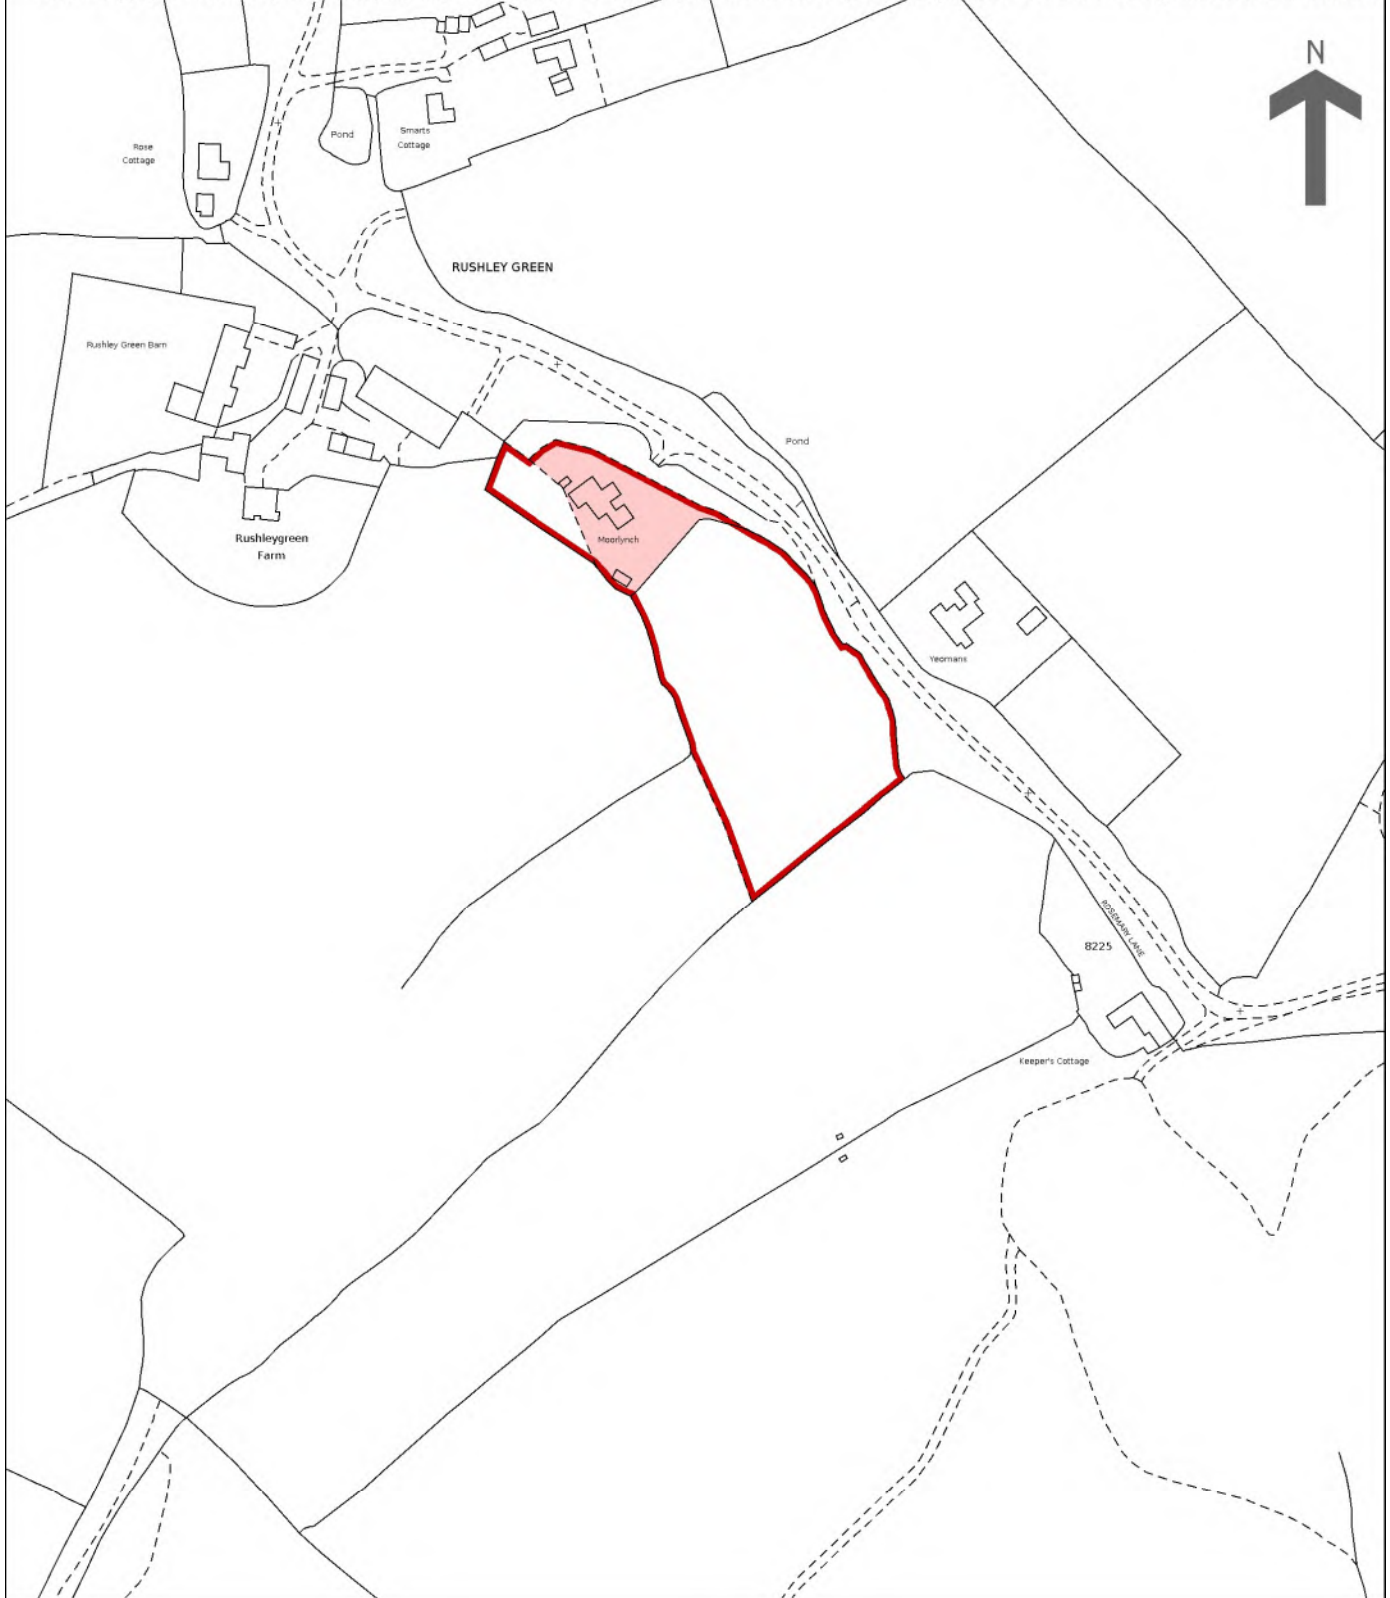 N
Pond
Smarts
Cottage
Rose
Cottage
RUSHLEY GREEN
Rushley Green Barn
Pond
Rushleygreen
Farm
Moorlynch
Yeomans
ROSEMARY LANE
8225
Keeper's Cottage